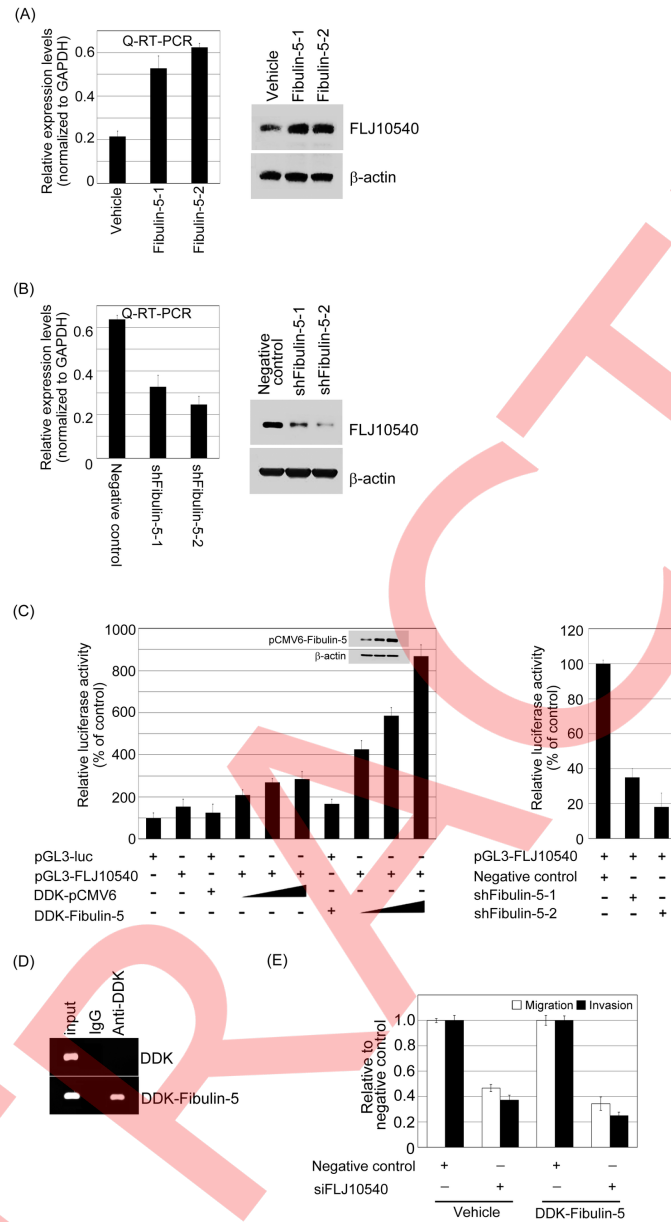 (A)
Q-RT-PCR
Relative expression levels
(normalized to GAPDH)
0.6
0.4
0.2
0
Vehicle
Fibulin-5-1
Fibulin-5-2
Vehicle
Fibulin-5-1
Fibulin-5-2
FLJ10540
β-actin
(B)
Q-RT-PCR
Relative expression levels
(normalized to GAPDH)
0.6
0.4
0.2
0
Negative control
shFibulin-5-1
shFibulin-5-2
Negative
control
shFibulin-5-1
shFibulin-5-2
FLJ10540
β-actin
(C)
Relative luciferase activity
(% of control)
1000
800
600
400
200
0
pCMV6-Fibulin-5
β-actin
pGL3-luc + - + - - - + - - -
pGL3-FLJ10540 - + - + + + - + + +
DDK-pCMV6 - - + - - - -
DDK-Fibulin-5 - - - - - - +
Relative luciferase activity
(% of control)
120
100
80
60
40
20
0
pGL3-FLJ10540 + + +
Negative control + - -
shFibulin-5-1 - + -
shFibulin-5-2 - - +
(D)
input
IgG
Anti-DDK
DDK
DDK-Fibulin-5
(E)
Migration Invasion
Relative to
negative control
1.0
0.8
0.6
0.4
0.2
0
Negative control + – + –
siFLJ10540 – + – +
Vehicle DDK-Fibulin-5
RETRACT